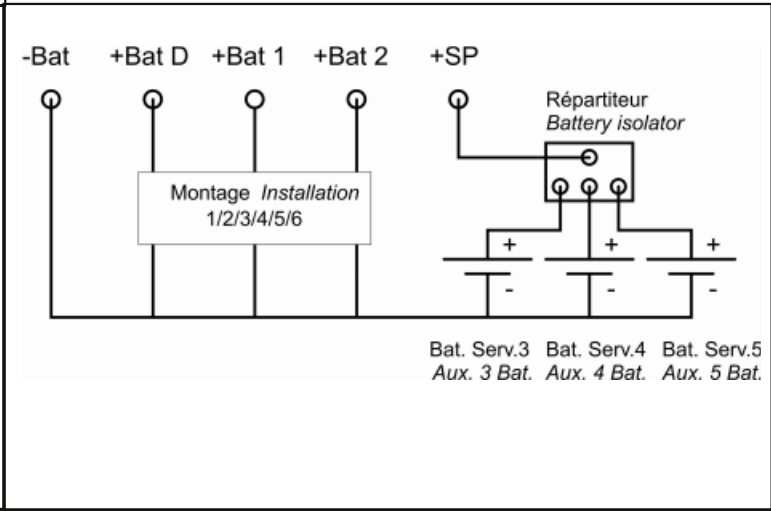 -Bat +Bat D +Bat 1 +Bat 2 +SP
Répartiteur
Battery isolator
Montage Installation
1/2/3/4/5/6
+ + +
- - -
Bat. Serv.3 Bat. Serv.4 Bat. Serv.5
Aux. 3 Bat. Aux. 4 Bat. Aux. 5 Bat.